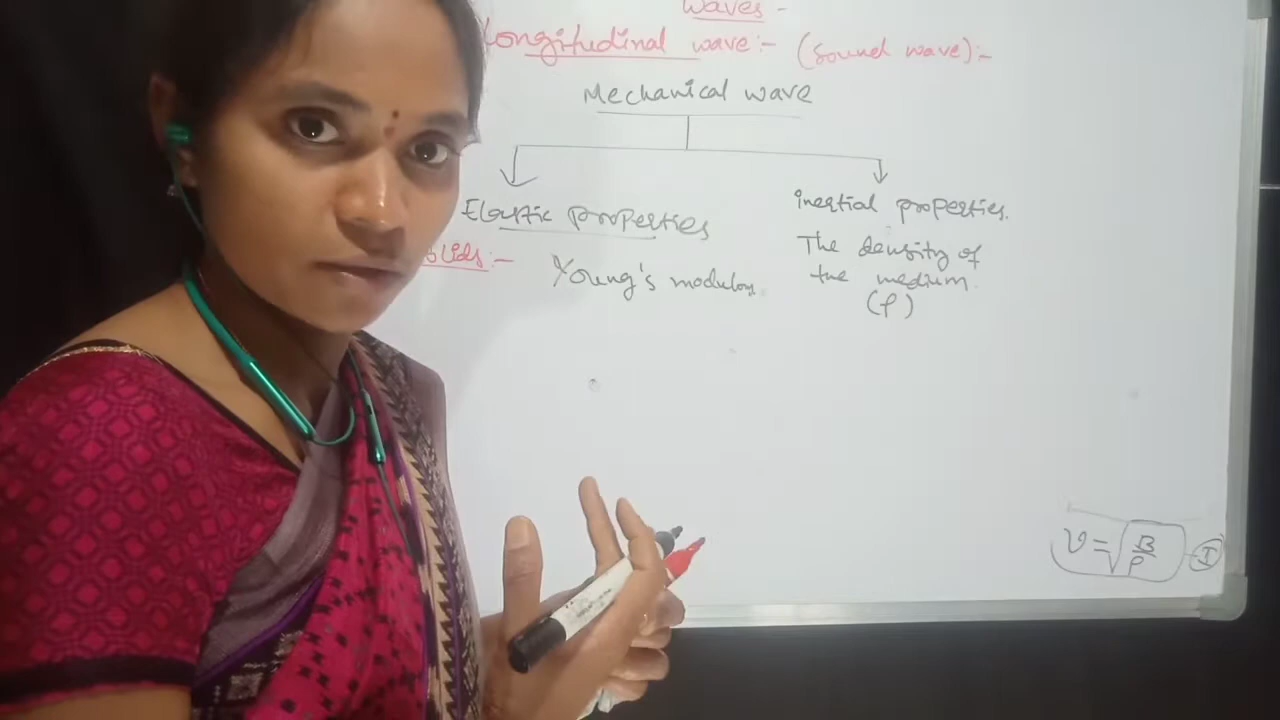 Waves -
Longitudinal wave:- (Sound wave):-
Mechanical wave
Elastic properties
inertial properties.
Young's modulus
The density of
the medium.
(ρ)
v = √B/ρ - I